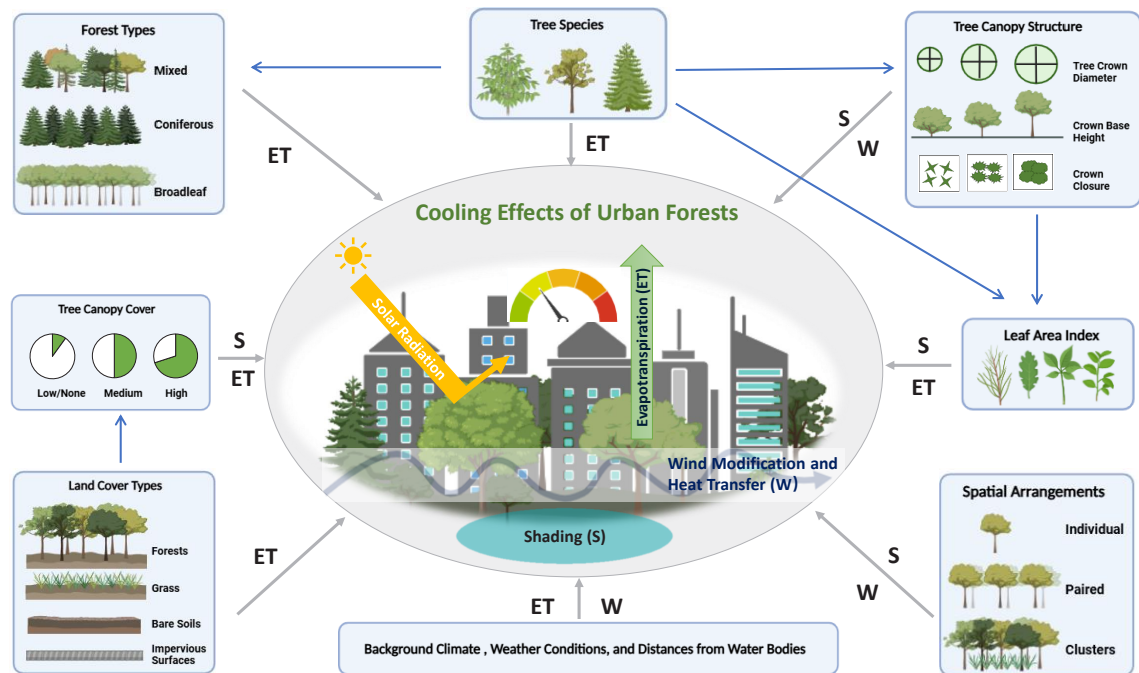 Forest Types
Mixed
Coniferous
Broadleaf
Tree Species
Tree Canopy Structure
Tree Crown
Diameter
Crown Base
Height
Crown
Closure
ET
ET
S
W
Cooling Effects of Urban Forests
Solar Radiation
Evapotranspiration (ET)
Wind Modification and
Heat Transfer (W)
Shading (S)
Tree Canopy Cover
Low/None
Medium
High
S
ET
Leaf Area Index
S
ET
Land Cover Types
Forests
Grass
Bare Soils
Impervious
Surfaces
ET
Spatial Arrangements
Individual
Paired
Clusters
S
W
ET
W
Background Climate , Weather Conditions, and Distances from Water Bodies